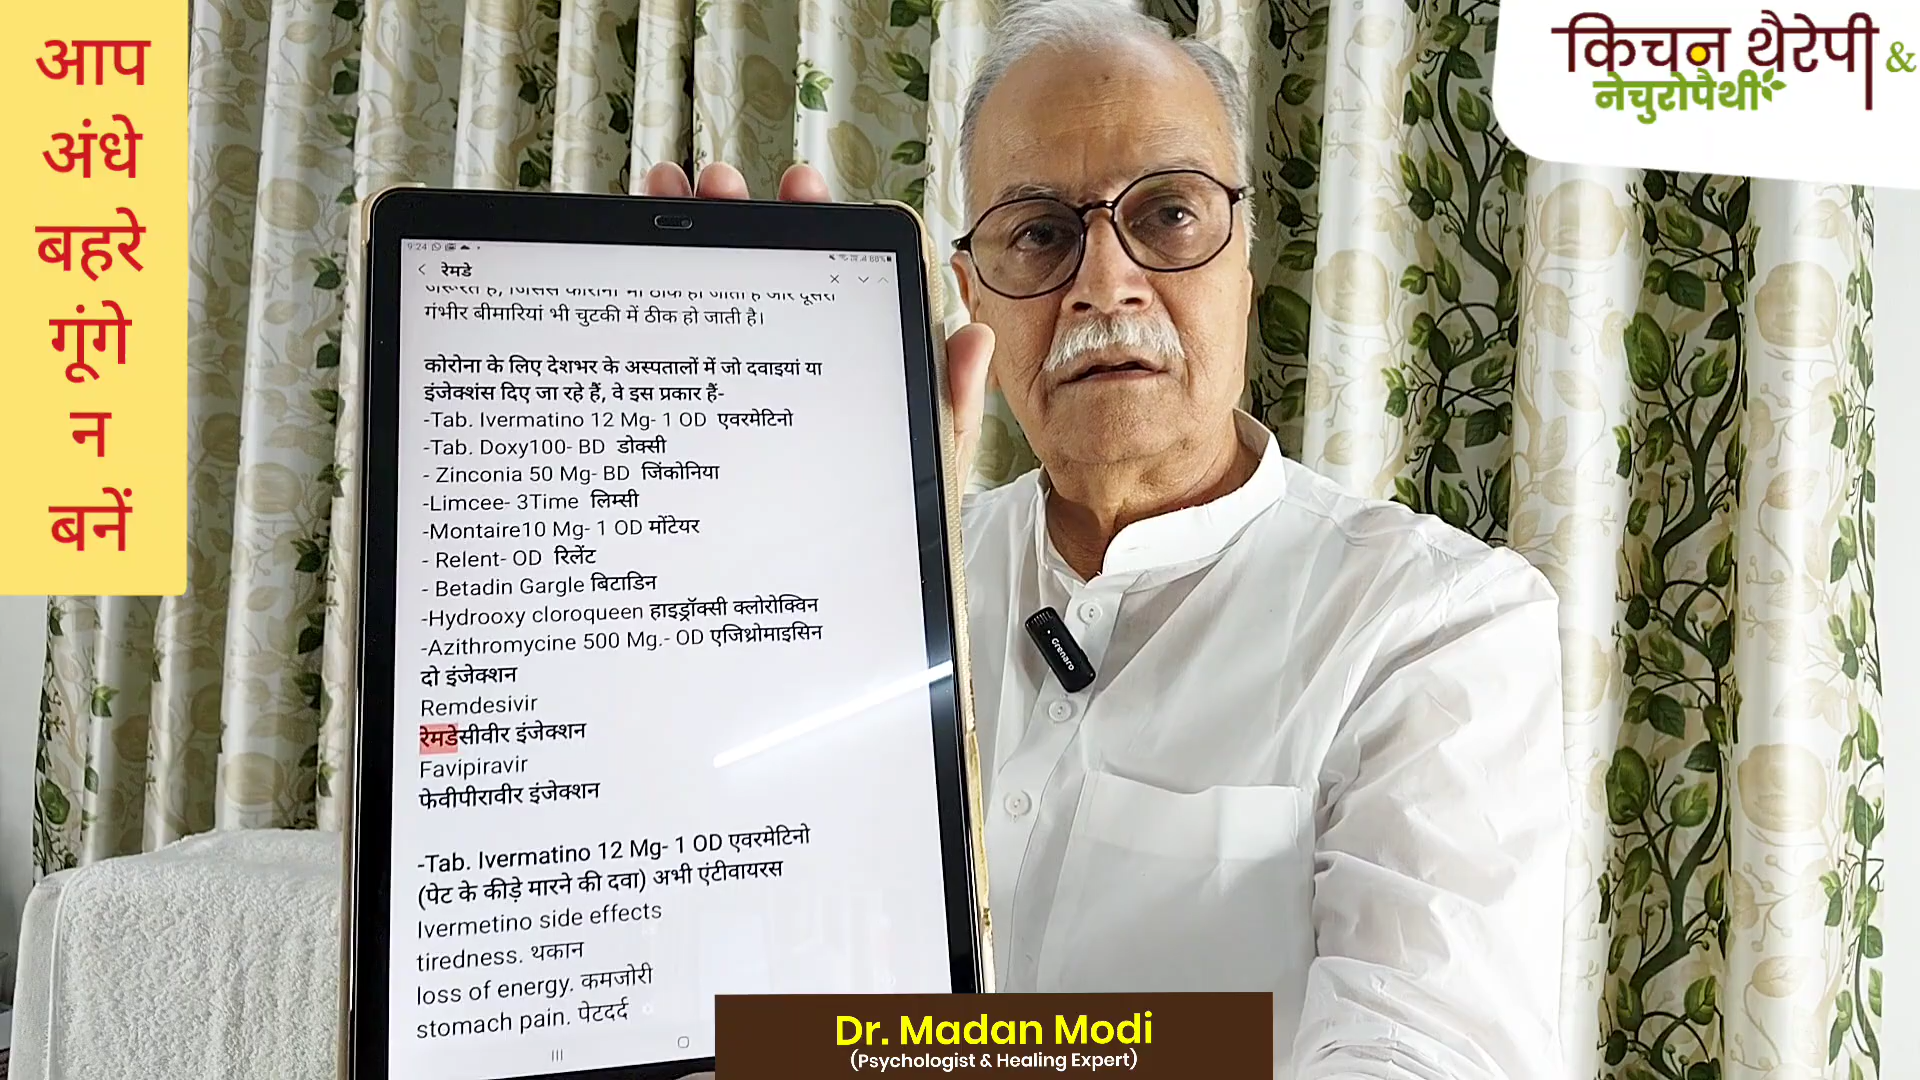 आप
अंधे
बहरे
गूंगे
न
बनें
किचन थैरेपी &
नेचुरोपैथी
9:24
88%
रेमडे
गंभीर बीमारियां भी चुटकी में ठीक हो जाती है।
कोरोना के लिए देशभर के अस्पतालों में जो दवाइयां या
इंजेक्शंस दिए जा रहे हैं, वे इस प्रकार हैं-
-Tab. Ivermatino 12 Mg- 1 OD एवरमेटिनो
-Tab. Doxy100- BD डोक्सी
- Zinconia 50 Mg- BD जिंकोनिया
-Limcee- 3Time लिम्सी
-Montaire10 Mg- 1 OD मोंटेयर
- Relent- OD रिलेंट
- Betadin Gargle बिटाडिन
-Hydrooxy cloroqueen हाइड्रॉक्सी क्लोरोक्विन
-Azithromycine 500 Mg.- OD एजिथ्रोमाइसिन
दो इंजेक्शन
Remdesivir
रेमडेसीवीर इंजेक्शन
Favipiravir
फेवीपीरावीर इंजेक्शन
-Tab. Ivermatino 12 Mg- 1 OD एवरमेटिनो
(पेट के कीड़े मारने की दवा) अभी एंटीवायरस
Ivermetino side effects
tiredness. थकान
loss of energy. कमजोरी
stomach pain. पेटदर्द
Grenaro
Dr. Madan Modi
(Psychologist & Healing Expert)